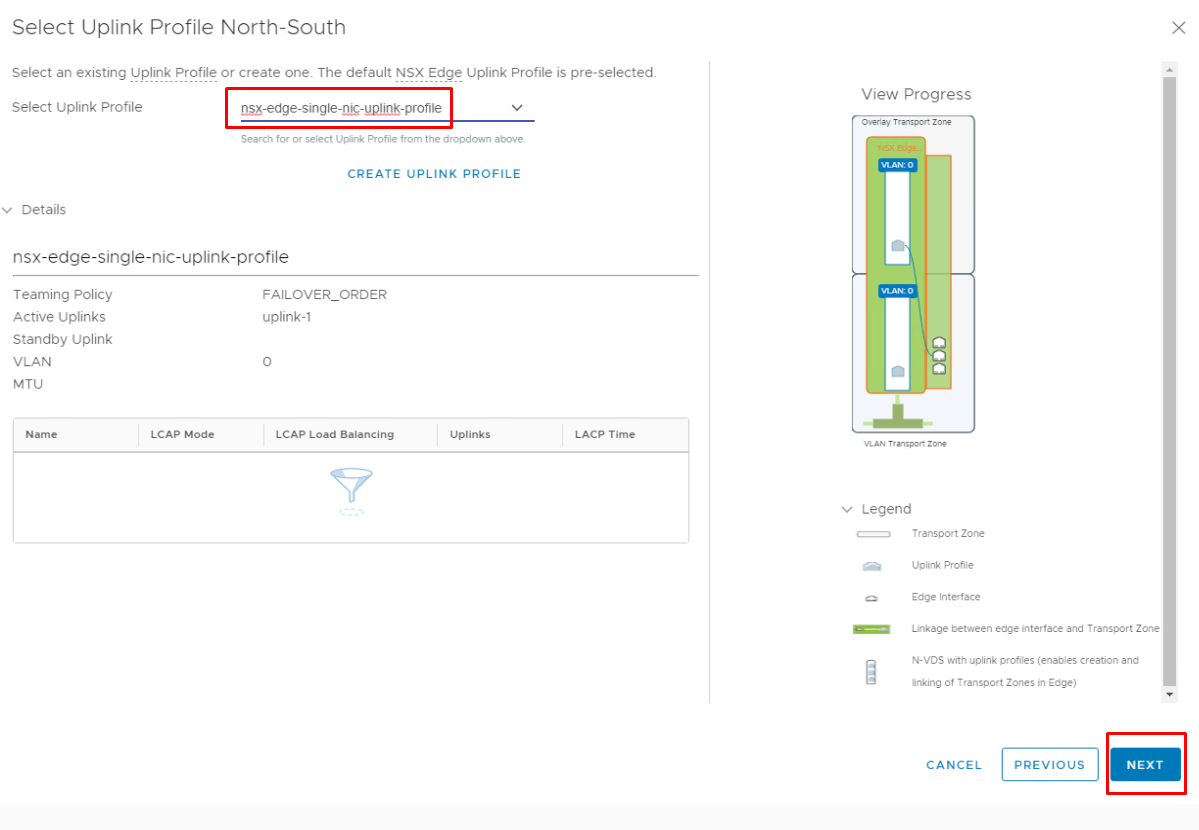 Select Uplink Profile North-South
Select an existing Uplink Profile or create one. The default NSX Edge Uplink Profile is pre-selected.
Select Uplink Profile
nsx-edge-single-nic-uplink-profile
Search for or select Uplink Profile from the dropdown above.
CREATE UPLINK PROFILE
Details
nsx-edge-single-nic-uplink-profile
Teaming Policy FAILOVER_ORDER
Active Uplinks uplink-1
Standby Uplink
VLAN 0
MTU
Name LCAP Mode LCAP Load Balancing Uplinks LACP Time
View Progress
Overlay Transport Zone
NSX Edge...
VLAN: 0
VLAN: 0
VLAN Transport Zone
Legend
Transport Zone
Uplink Profile
Edge Interface
Linkage between edge interface and Transport Zone
N-VDS with uplink profiles (enables creation and
linking of Transport Zones in Edge)
CANCEL PREVIOUS NEXT